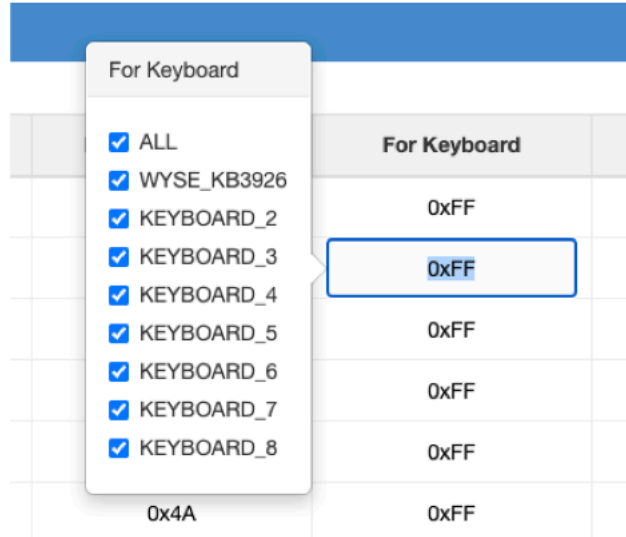 For Keyboard
ALL
WYSE_KB3926
KEYBOARD_2
KEYBOARD_3
KEYBOARD_4
KEYBOARD_5
KEYBOARD_6
KEYBOARD_7
KEYBOARD_8
For Keyboard
0xFF
0xFF
0xFF
0xFF
0xFF
0x4A 0xFF